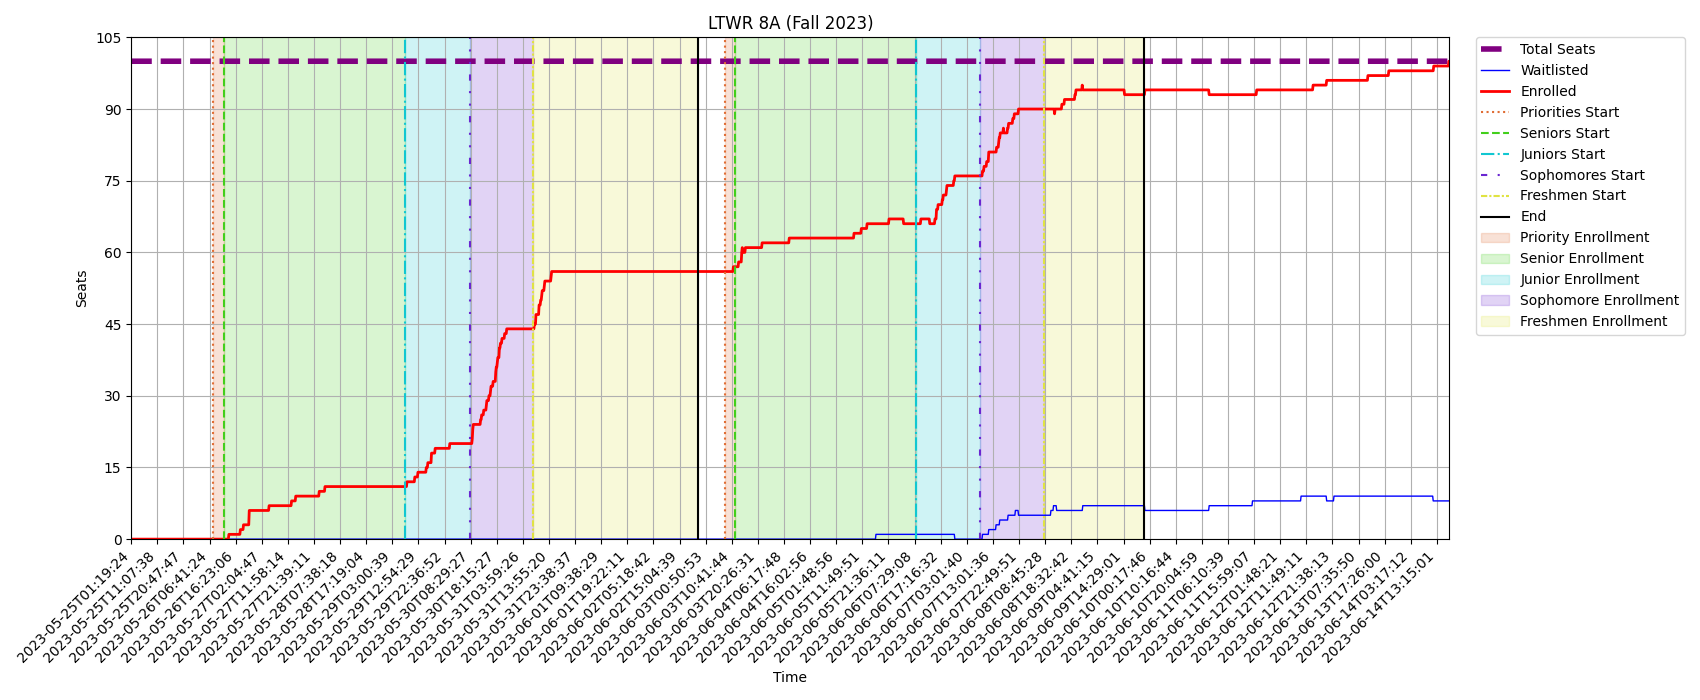 LTWR 8A (Fall 2023)
105
90
75
60
45
30
15
0
Seats
2023-05-25T01:19:24
2023-05-25T11:07:38
2023-05-25T20:47:47
2023-05-26T06:41:24
2023-05-26T16:23:06
2023-05-27T02:04:47
2023-05-27T11:58:14
2023-05-27T21:39:11
2023-05-28T07:38:18
2023-05-28T17:19:04
2023-05-29T03:00:39
2023-05-29T12:54:29
2023-05-29T22:36:52
2023-05-30T08:29:27
2023-05-30T18:15:27
2023-05-31T03:59:26
2023-05-31T13:55:20
2023-05-31T23:38:37
2023-06-01T09:38:29
2023-06-01T19:22:11
2023-06-02T05:18:42
2023-06-02T15:04:39
2023-06-03T00:50:53
2023-06-03T10:41:44
2023-06-03T20:26:31
2023-06-04T06:17:48
2023-06-04T16:02:56
2023-06-05T01:48:56
2023-06-05T11:49:51
2023-06-05T21:36:11
2023-06-06T07:29:08
2023-06-06T17:16:32
2023-06-07T03:01:40
2023-06-07T13:01:36
2023-06-07T22:49:51
2023-06-08T08:45:28
2023-06-08T18:32:42
2023-06-09T04:41:15
2023-06-09T14:29:01
2023-06-10T00:17:46
2023-06-10T10:16:44
2023-06-10T20:04:59
2023-06-11T06:10:39
2023-06-11T15:59:07
2023-06-12T01:48:21
2023-06-12T11:49:11
2023-06-12T21:38:13
2023-06-13T07:35:50
2023-06-13T17:26:00
2023-06-14T03:17:12
2023-06-14T13:15:01
Time
Total Seats
Waitlisted
Enrolled
Priorities Start
Seniors Start
Juniors Start
Sophomores Start
Freshmen Start
End
Priority Enrollment
Senior Enrollment
Junior Enrollment
Sophomore Enrollment
Freshmen Enrollment